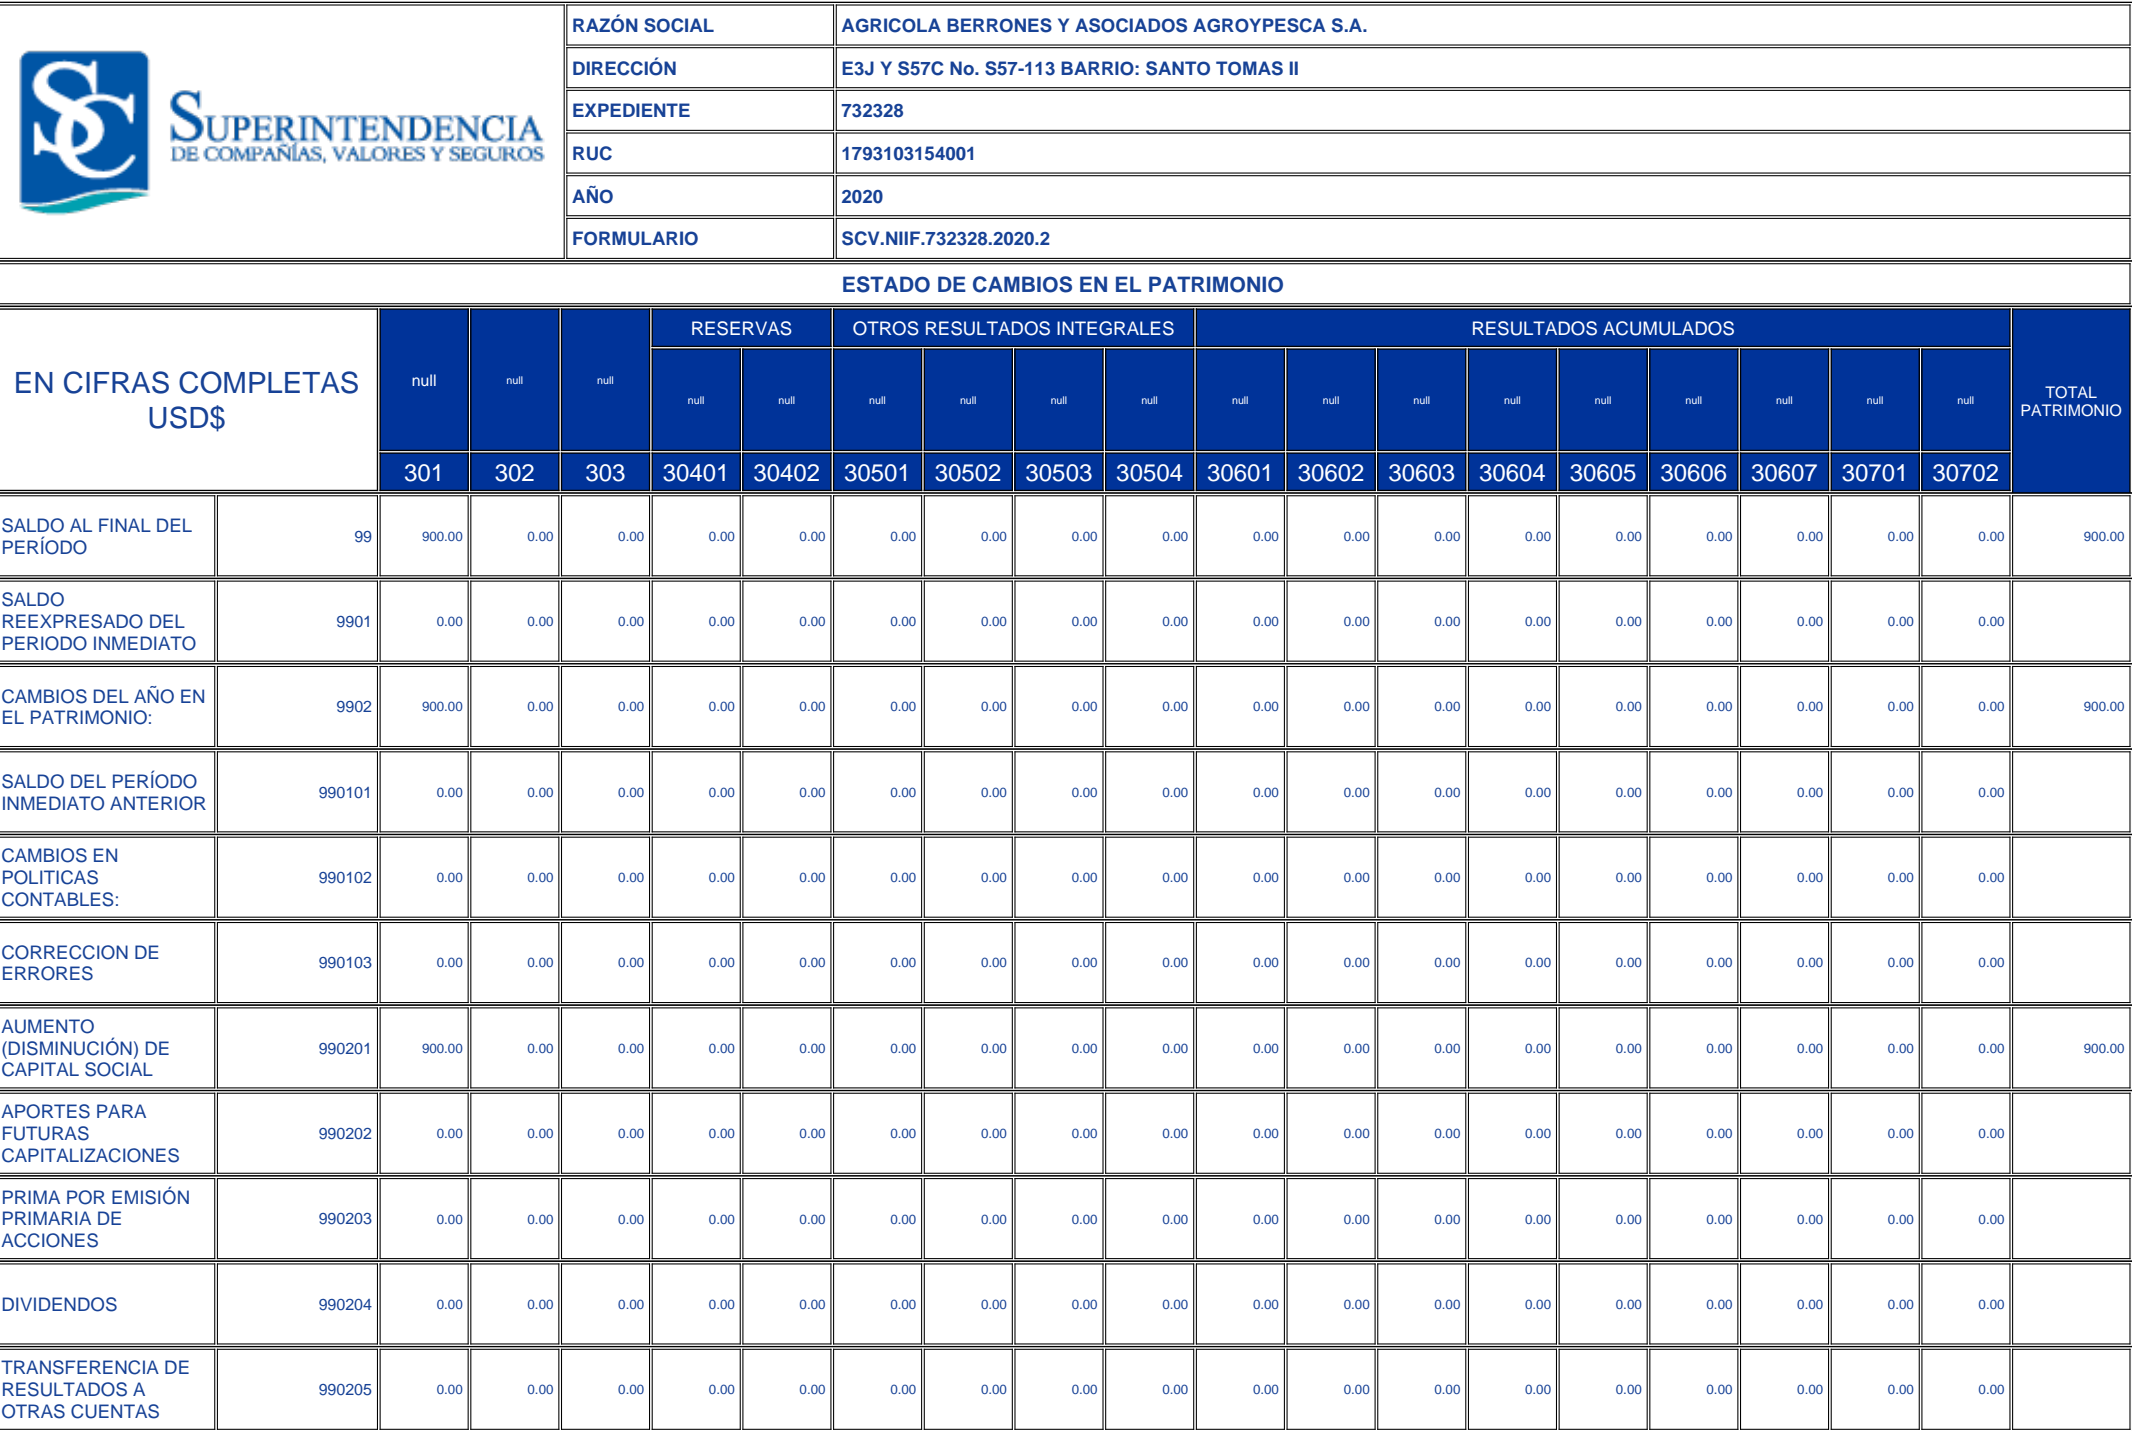 SC
SUPERINTENDENCIA
DE COMPAÑÍAS, VALORES Y SEGUROS
RAZÓN SOCIAL AGRICOLA BERRONES Y ASOCIADOS AGROYPESCA S.A.
DIRECCIÓN E3J Y S57C No. S57-113 BARRIO: SANTO TOMAS II
EXPEDIENTE 732328
RUC 1793103154001
AÑO 2020
FORMULARIO SCV.NIIF.732328.2020.2
ESTADO DE CAMBIOS EN EL PATRIMONIO
EN CIFRAS COMPLETAS
USD$
RESERVAS OTROS RESULTADOS INTEGRALES RESULTADOS ACUMULADOS
null null null null null null null null null null null null null null null null null null
TOTAL
PATRIMONIO
301 302 303 30401 30402 30501 30502 30503 30504 30601 30602 30603 30604 30605 30606 30607 30701 30702
SALDO AL FINAL DEL
PERÍODO
99 900.00 0.00 0.00 0.00 0.00 0.00 0.00 0.00 0.00 0.00 0.00 0.00 0.00 0.00 0.00 0.00 0.00 0.00 900.00
SALDO
REEXPRESADO DEL
PERIODO INMEDIATO
9901 0.00 0.00 0.00 0.00 0.00 0.00 0.00 0.00 0.00 0.00 0.00 0.00 0.00 0.00 0.00 0.00 0.00 0.00
CAMBIOS DEL AÑO EN
EL PATRIMONIO:
9902 900.00 0.00 0.00 0.00 0.00 0.00 0.00 0.00 0.00 0.00 0.00 0.00 0.00 0.00 0.00 0.00 0.00 0.00 900.00
SALDO DEL PERÍODO
INMEDIATO ANTERIOR
990101 0.00 0.00 0.00 0.00 0.00 0.00 0.00 0.00 0.00 0.00 0.00 0.00 0.00 0.00 0.00 0.00 0.00 0.00
CAMBIOS EN
POLITICAS
CONTABLES:
990102 0.00 0.00 0.00 0.00 0.00 0.00 0.00 0.00 0.00 0.00 0.00 0.00 0.00 0.00 0.00 0.00 0.00 0.00
CORRECCION DE
ERRORES
990103 0.00 0.00 0.00 0.00 0.00 0.00 0.00 0.00 0.00 0.00 0.00 0.00 0.00 0.00 0.00 0.00 0.00 0.00
AUMENTO
(DISMINUCIÓN) DE
CAPITAL SOCIAL
990201 900.00 0.00 0.00 0.00 0.00 0.00 0.00 0.00 0.00 0.00 0.00 0.00 0.00 0.00 0.00 0.00 0.00 0.00 900.00
APORTES PARA
FUTURAS
CAPITALIZACIONES
990202 0.00 0.00 0.00 0.00 0.00 0.00 0.00 0.00 0.00 0.00 0.00 0.00 0.00 0.00 0.00 0.00 0.00 0.00
PRIMA POR EMISIÓN
PRIMARIA DE
ACCIONES
990203 0.00 0.00 0.00 0.00 0.00 0.00 0.00 0.00 0.00 0.00 0.00 0.00 0.00 0.00 0.00 0.00 0.00 0.00
DIVIDENDOS 990204 0.00 0.00 0.00 0.00 0.00 0.00 0.00 0.00 0.00 0.00 0.00 0.00 0.00 0.00 0.00 0.00 0.00 0.00
TRANSFERENCIA DE
RESULTADOS A
OTRAS CUENTAS
990205 0.00 0.00 0.00 0.00 0.00 0.00 0.00 0.00 0.00 0.00 0.00 0.00 0.00 0.00 0.00 0.00 0.00 0.00